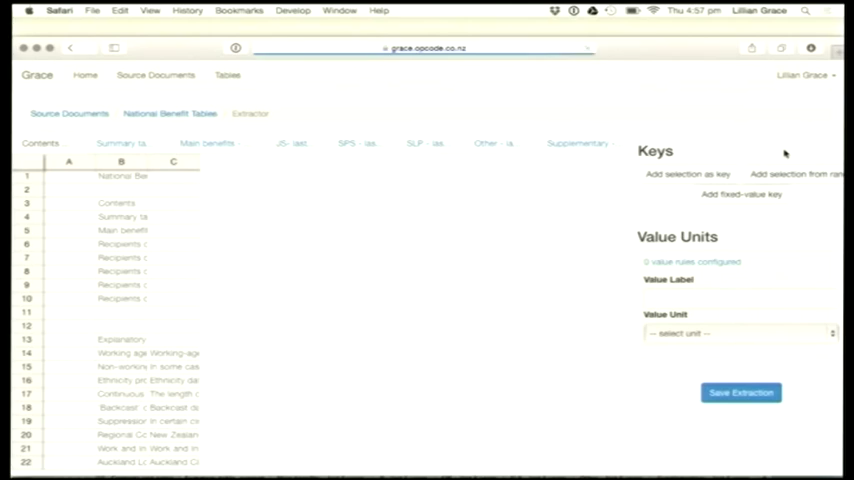 Safari File Edit View History Bookmarks Develop Window Help Thu 4:57 pm Lillian Grace
grace.opcode.co.nz
Grace Home Source Documents Tables Lillian Grace
Source Documents National Benefit Tables Extractor
Contents Summary ta. Main benefits - JS- last. SPS - las. SLP - las. Other - la Supplementary -
A B C
1 National Ber
2
3 Contents
4 Summary ta
5 Main benefit
6 Recipients c
7 Recipients c
8 Recipients c
9 Recipients c
10 Recipients c
11
12
13 Explanatory
14 Working age Working-age
15 Non-workin In some cas
16 Ethnicity pro Ethnicity da
17 Continuous The length o
18 Backcast c Backcast da
19 Suppression In certain ce
20 Regional Co New Zealan
21 Work and In Work and In
22 Auckland Lo Auckland Ci
Keys
Add selection as key Add selection from ran
Add fixed-value key
Value Units
0 value rules configured
Value Label
Value Unit
-- select unit --
Save Extraction